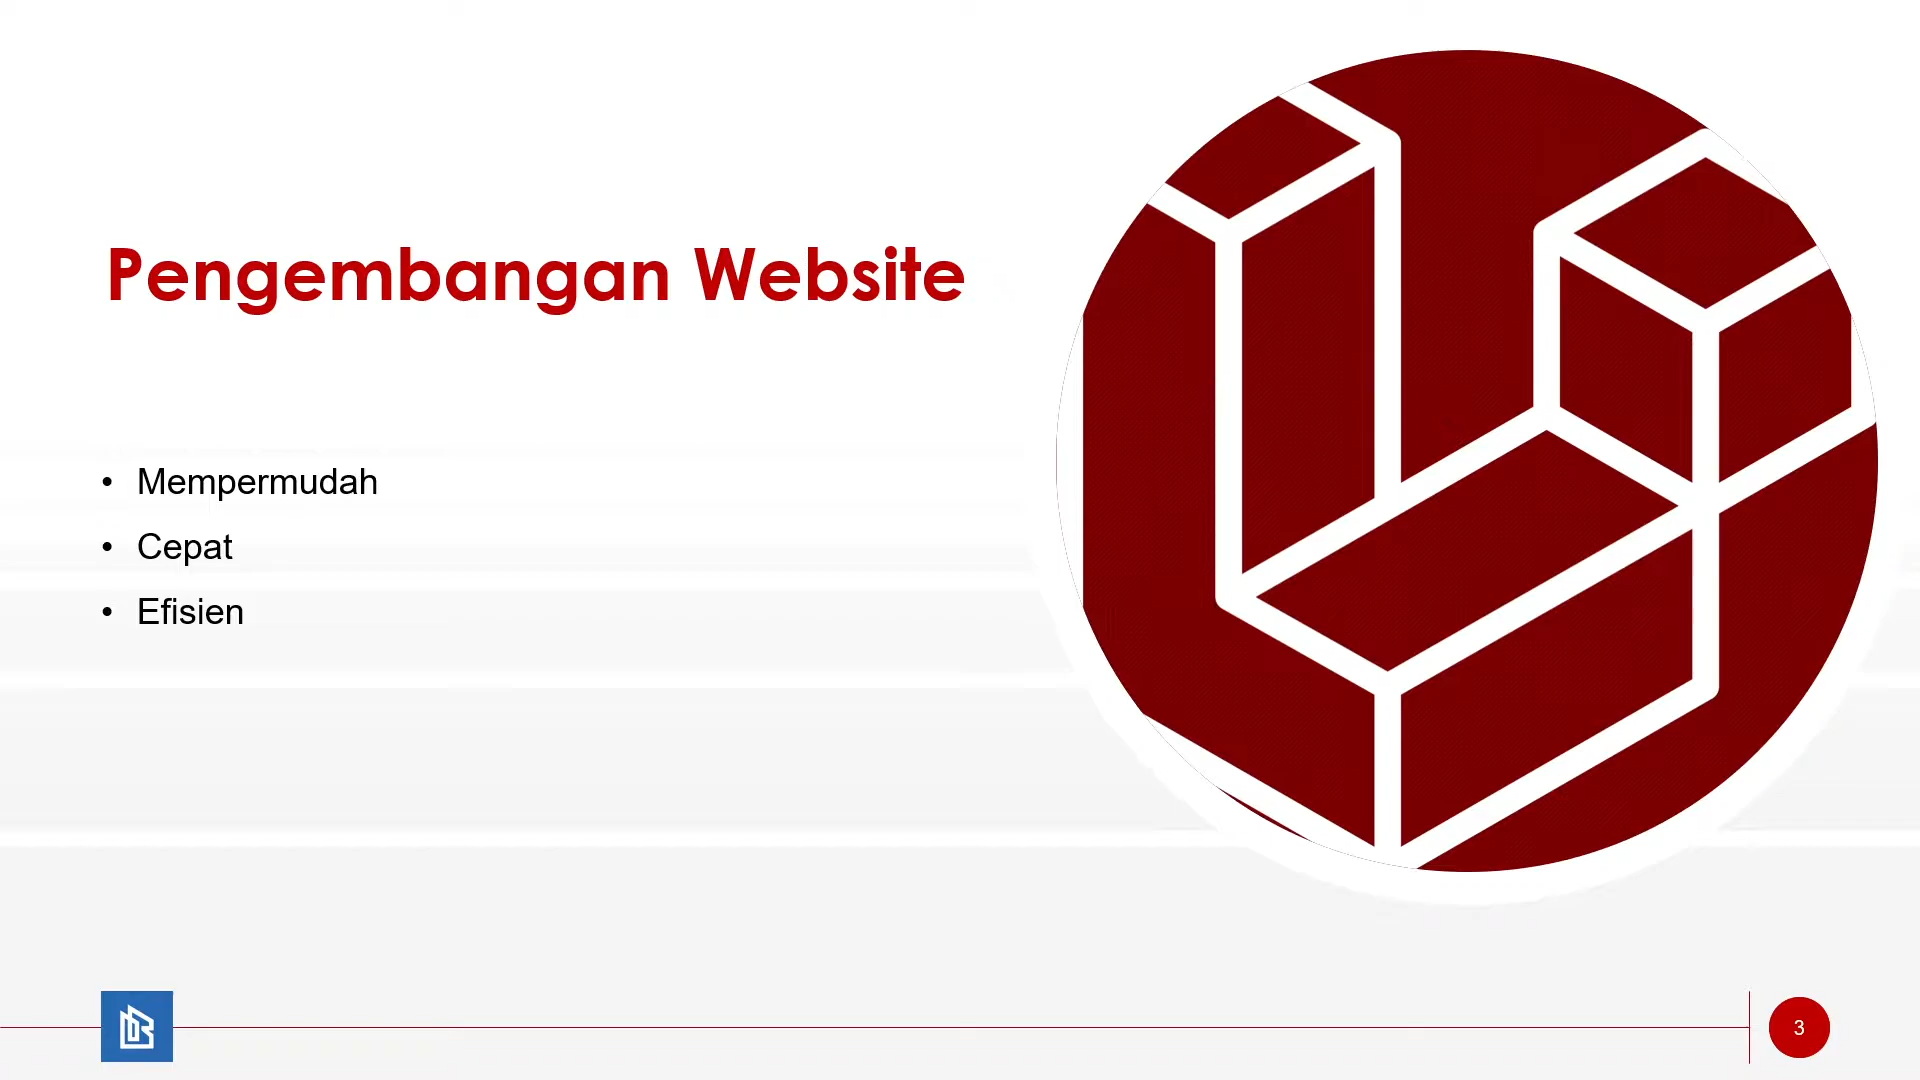 Pengembangan Website
• Mempermudah
• Cepat
• Efisien
3